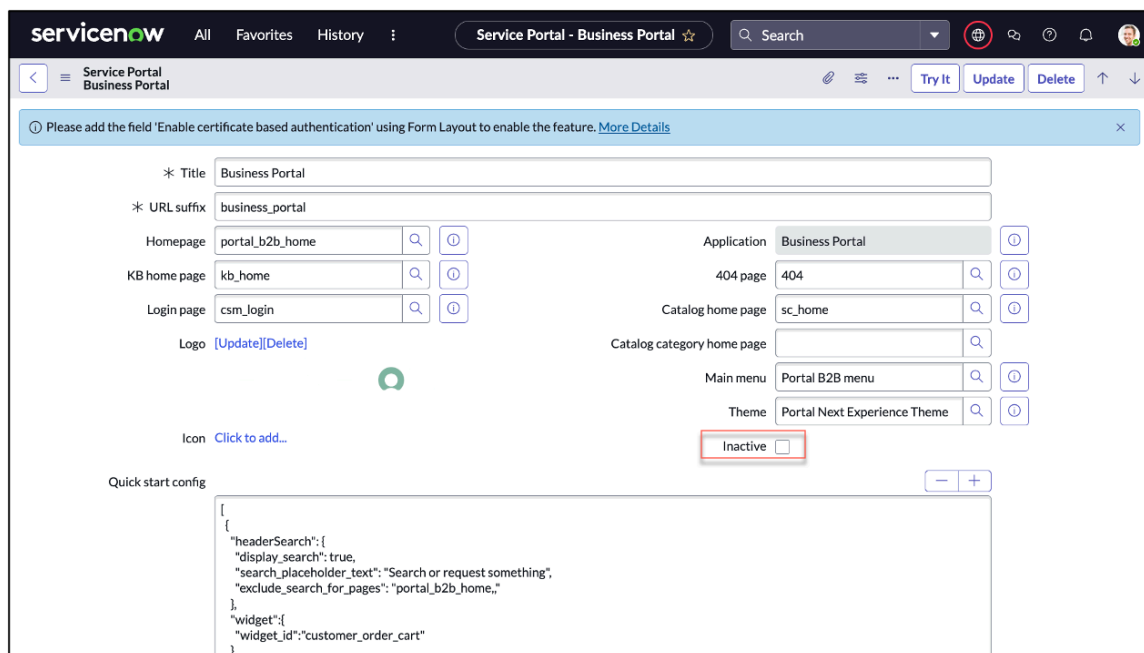 servicenow All Favorites History Service Portal - Business Portal Search
Service Portal
Business Portal
Try It Update Delete
Please add the field 'Enable certificate based authentication' using Form Layout to enable the feature. More Details
Title Business Portal
URL suffix business_portal
Homepage portal_b2b_home Application Business Portal
KB home page kb_home 404 page 404
Login page csm_login Catalog home page sc_home
Logo [Update][Delete] Catalog category home page
Main menu Portal B2B menu
Theme Portal Next Experience Theme
Icon Click to add...
Inactive
Quick start config
[
{
"headerSearch": {
"display_search": true,
"search_placeholder_text": "Search or request something",
"exclude_search_for_pages": "portal_b2b_home,,"
},
"widget":{
"widget_id":"customer_order_cart"
}